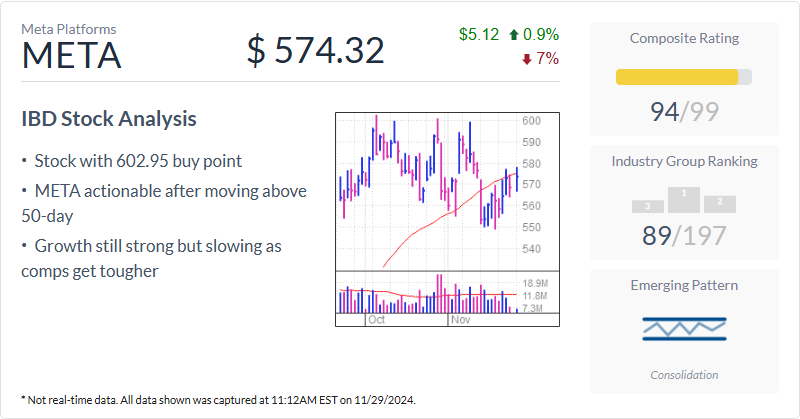 Meta Platforms
META
$ 574.32
$5.12 0.9%
7%
IBD Stock Analysis
• Stock with 602.95 buy point
• META actionable after moving above
50-day
• Growth still strong but slowing as
comps get tougher
600
590
580
570
560
550
540
18.9M
11.8M
7.3M
Oct
Nov
Composite Rating
94/99
Industry Group Ranking
3
1
2
89/197
Emerging Pattern
Consolidation
* Not real-time data. All data shown was captured at 11:12AM EST on 11/29/2024.